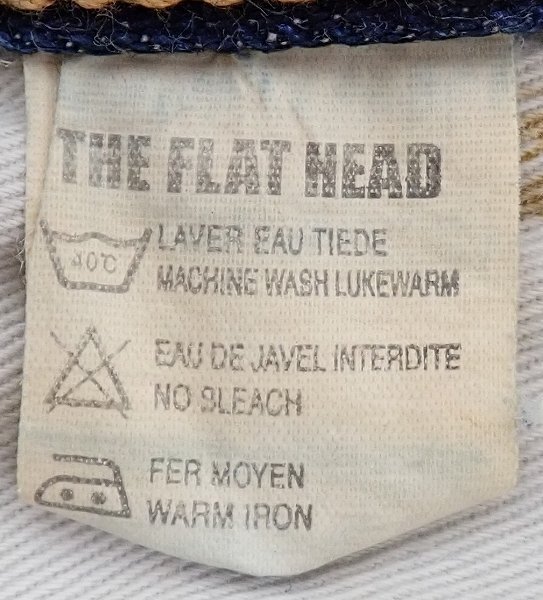 THE FLAT HEAD
40°C
LAVER EAU TIEDE
MACHINE WASH LUKEWARM
EAU DE JAVEL INTERDITE
NO BLEACH
FER MOYEN
WARM IRON